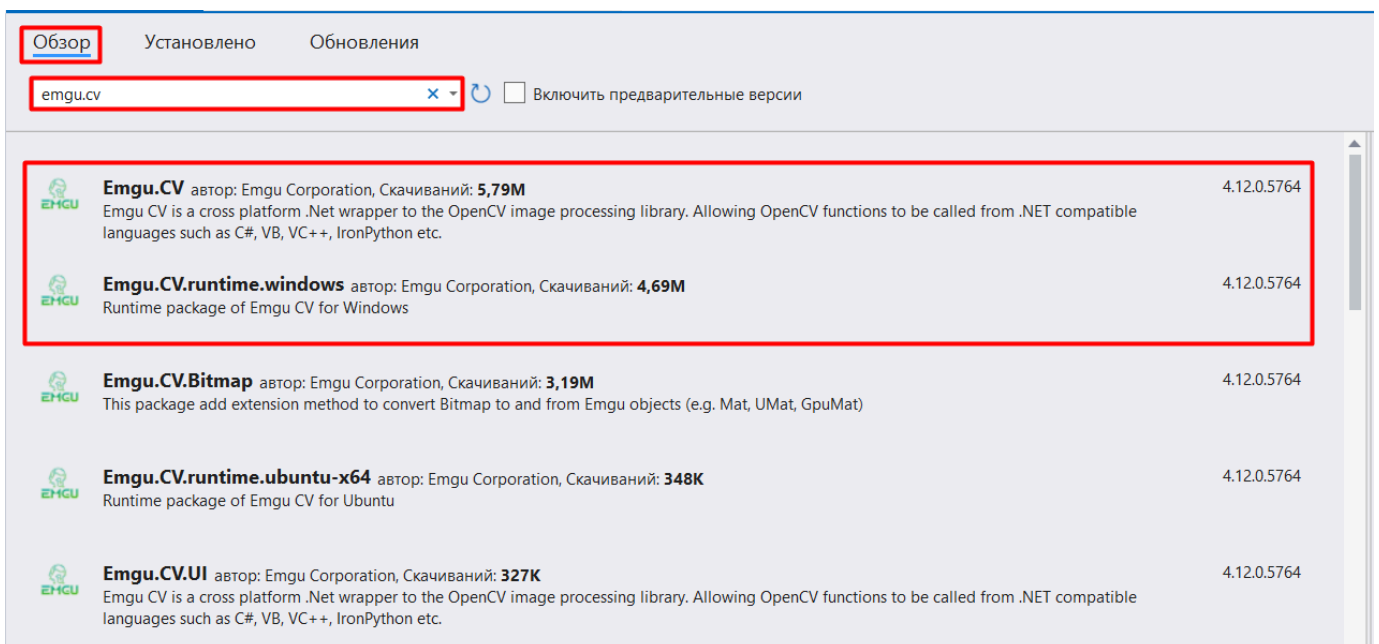 Обзор Установлено Обновления
emgu.cv Включить предварительные версии
EMGU Emgu.CV автор: Emgu Corporation, Скачиваний: 5,79M 4.12.0.5764
Emgu CV is a cross platform .Net wrapper to the OpenCV image processing library. Allowing OpenCV functions to be called from .NET compatible
languages such as C#, VB, VC++, IronPython etc.
EMGU Emgu.CV.runtime.windows автор: Emgu Corporation, Скачиваний: 4,69M 4.12.0.5764
Runtime package of Emgu CV for Windows
EMGU Emgu.CV.Bitmap автор: Emgu Corporation, Скачиваний: 3,19M 4.12.0.5764
This package add extension method to convert Bitmap to and from Emgu objects (e.g. Mat, UMat, GpuMat)
EMGU Emgu.CV.runtime.ubuntu-x64 автор: Emgu Corporation, Скачиваний: 348K 4.12.0.5764
Runtime package of Emgu CV for Ubuntu
EMGU Emgu.CV.UI автор: Emgu Corporation, Скачиваний: 327K 4.12.0.5764
Emgu CV is a cross platform .Net wrapper to the OpenCV image processing library. Allowing OpenCV functions to be called from .NET compatible
languages such as C#, VB, VC++, IronPython etc.